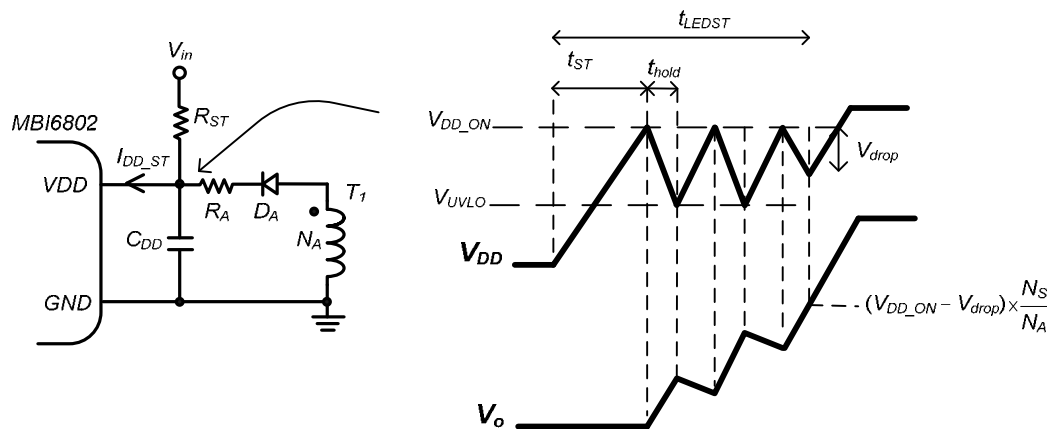 V_in
R_ST
MBI6802
I_DD_ST
VDD
R_A
D_A
T_1
N_A
C_DD
GND
t_LEDST
t_ST
t_hold
V_DD_ON
V_drop
V_UVLO
V_DD
(V_DD_ON – V_drop) × N_S/N_A
V_o